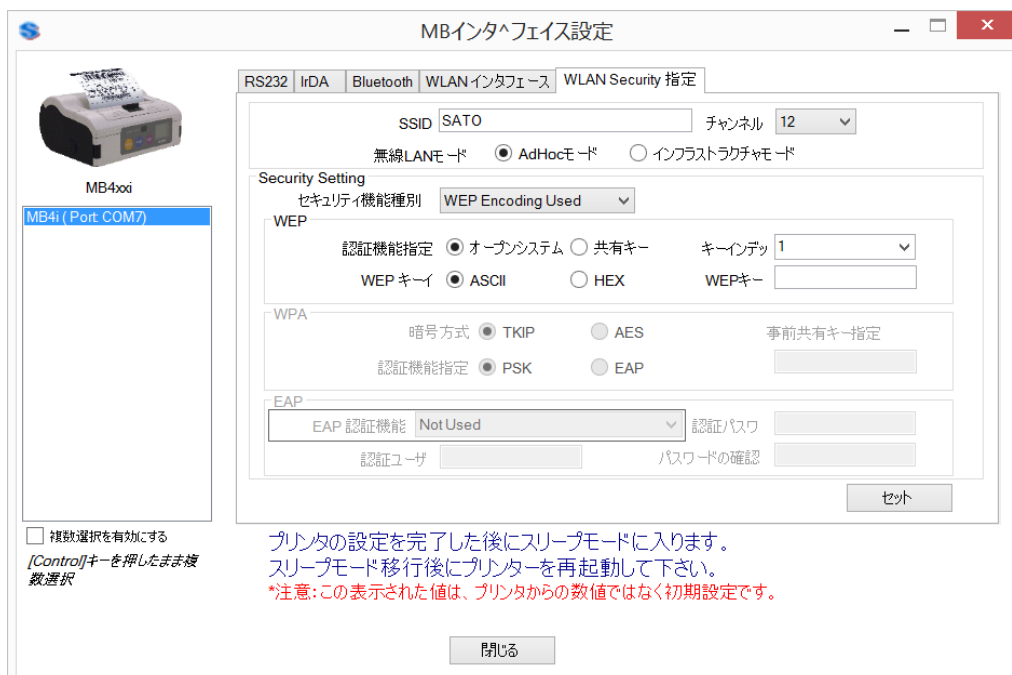 MBインタ^フェイス設定
RS232 IrDA Bluetooth WLAN インタフェース WLAN Security 指定
SSID SATO チャンネル 12
無線LANモード AdHocモード インフラストラクチャモード
MB4xxi
MB4i ( Port COM7)
Security Setting
セキュリティ機能種別 WEP Encoding Used
WEP
認証機能指定 オープンシステム 共有キー キーインデッ 1
WEP キーイ ASCII HEX WEPキー
WPA
暗号方式 TKIP AES 事前共有キー指定
認証機能指定 PSK EAP
EAP
EAP 認証機能 Not Used 認証パスワ
認証ユーザ パスワードの確認
セット
複数選択を有効にする
[Control]キーを押したまま複
数選択
プリンタの設定を完了した後にスリープモードに入ります。
スリープモード移行後にプリンターを再起動して下さい。
*注意:この表示された値は、プリンタからの数値ではなく初期設定です。
閉じる